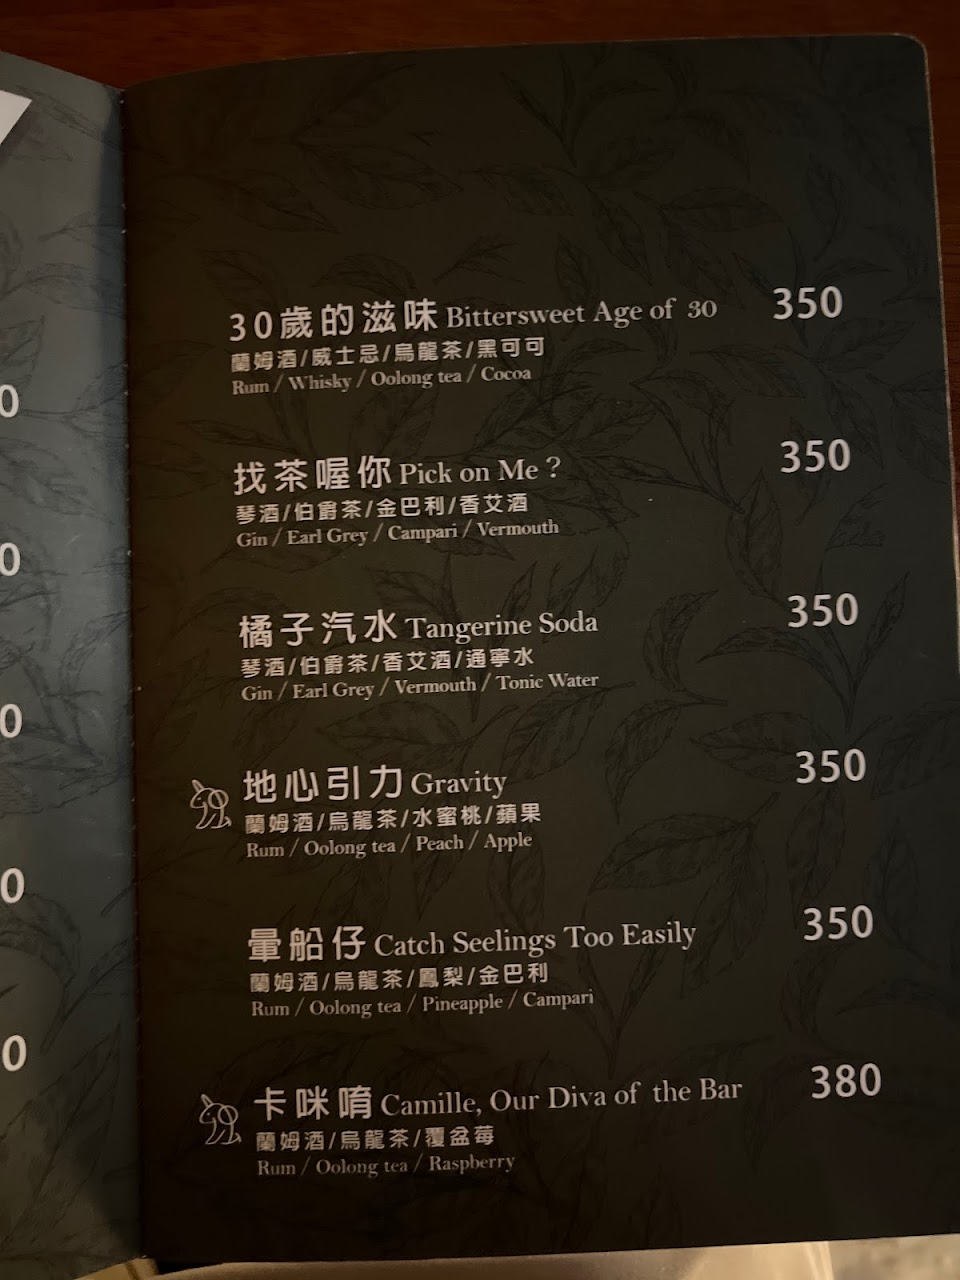 30歲的滋味 Bittersweet Age of 30 350
蘭姆酒/威士忌/烏龍茶/黑可可
Rum / Whisky / Oolong tea / Cocoa
找茶喔你 Pick on Me ? 350
琴酒/伯爵茶/金巴利/香艾酒
Gin / Earl Grey / Campari / Vermouth
橘子汽水 Tangerine Soda 350
琴酒/伯爵茶/香艾酒/通寧水
Gin / Earl Grey / Vermouth / Tonic Water
地心引力 Gravity 350
蘭姆酒/烏龍茶/水蜜桃/蘋果
Rum / Oolong tea / Peach / Apple
暈船仔 Catch Seelings Too Easily 350
蘭姆酒/烏龍茶/鳳梨/金巴利
Rum / Oolong tea / Pineapple / Campari
卡咪唷 Camille, Our Diva of the Bar 380
蘭姆酒/烏龍茶/覆盆莓
Rum / Oolong tea / Raspberry